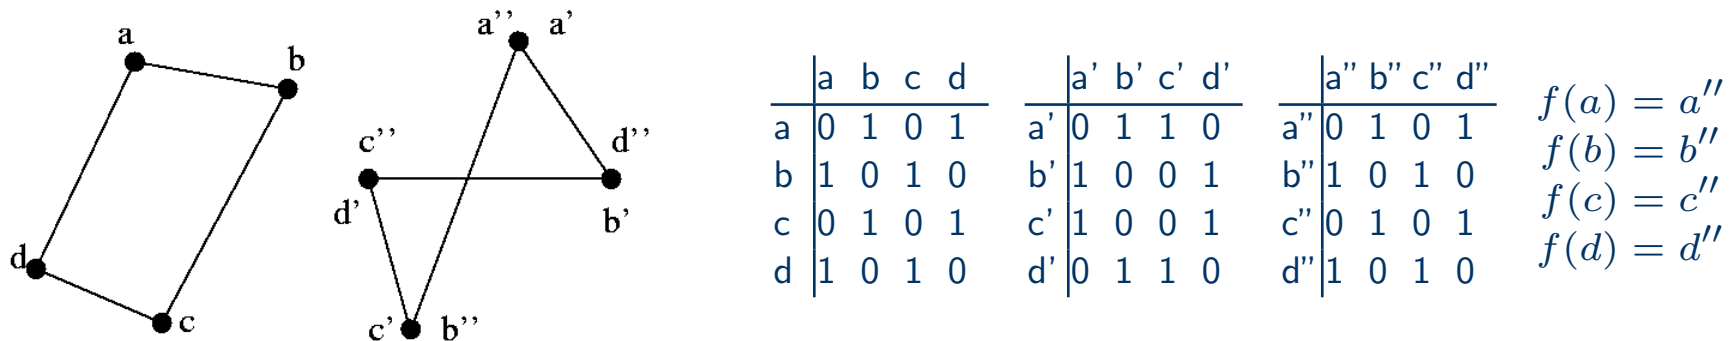 a
b
d
c
a'' a'
c''
d''
d'
b'
c' b''
a b c d
a 0 1 0 1
b 1 0 1 0
c 0 1 0 1
d 1 0 1 0
a' b' c' d'
a' 0 1 1 0
b' 1 0 0 1
c' 1 0 0 1
d' 0 1 1 0
a" b" c" d"
a" 0 1 0 1
b" 1 0 1 0
c" 0 1 0 1
d" 1 0 1 0
f(a) = a''
f(b) = b''
f(c) = c''
f(d) = d''